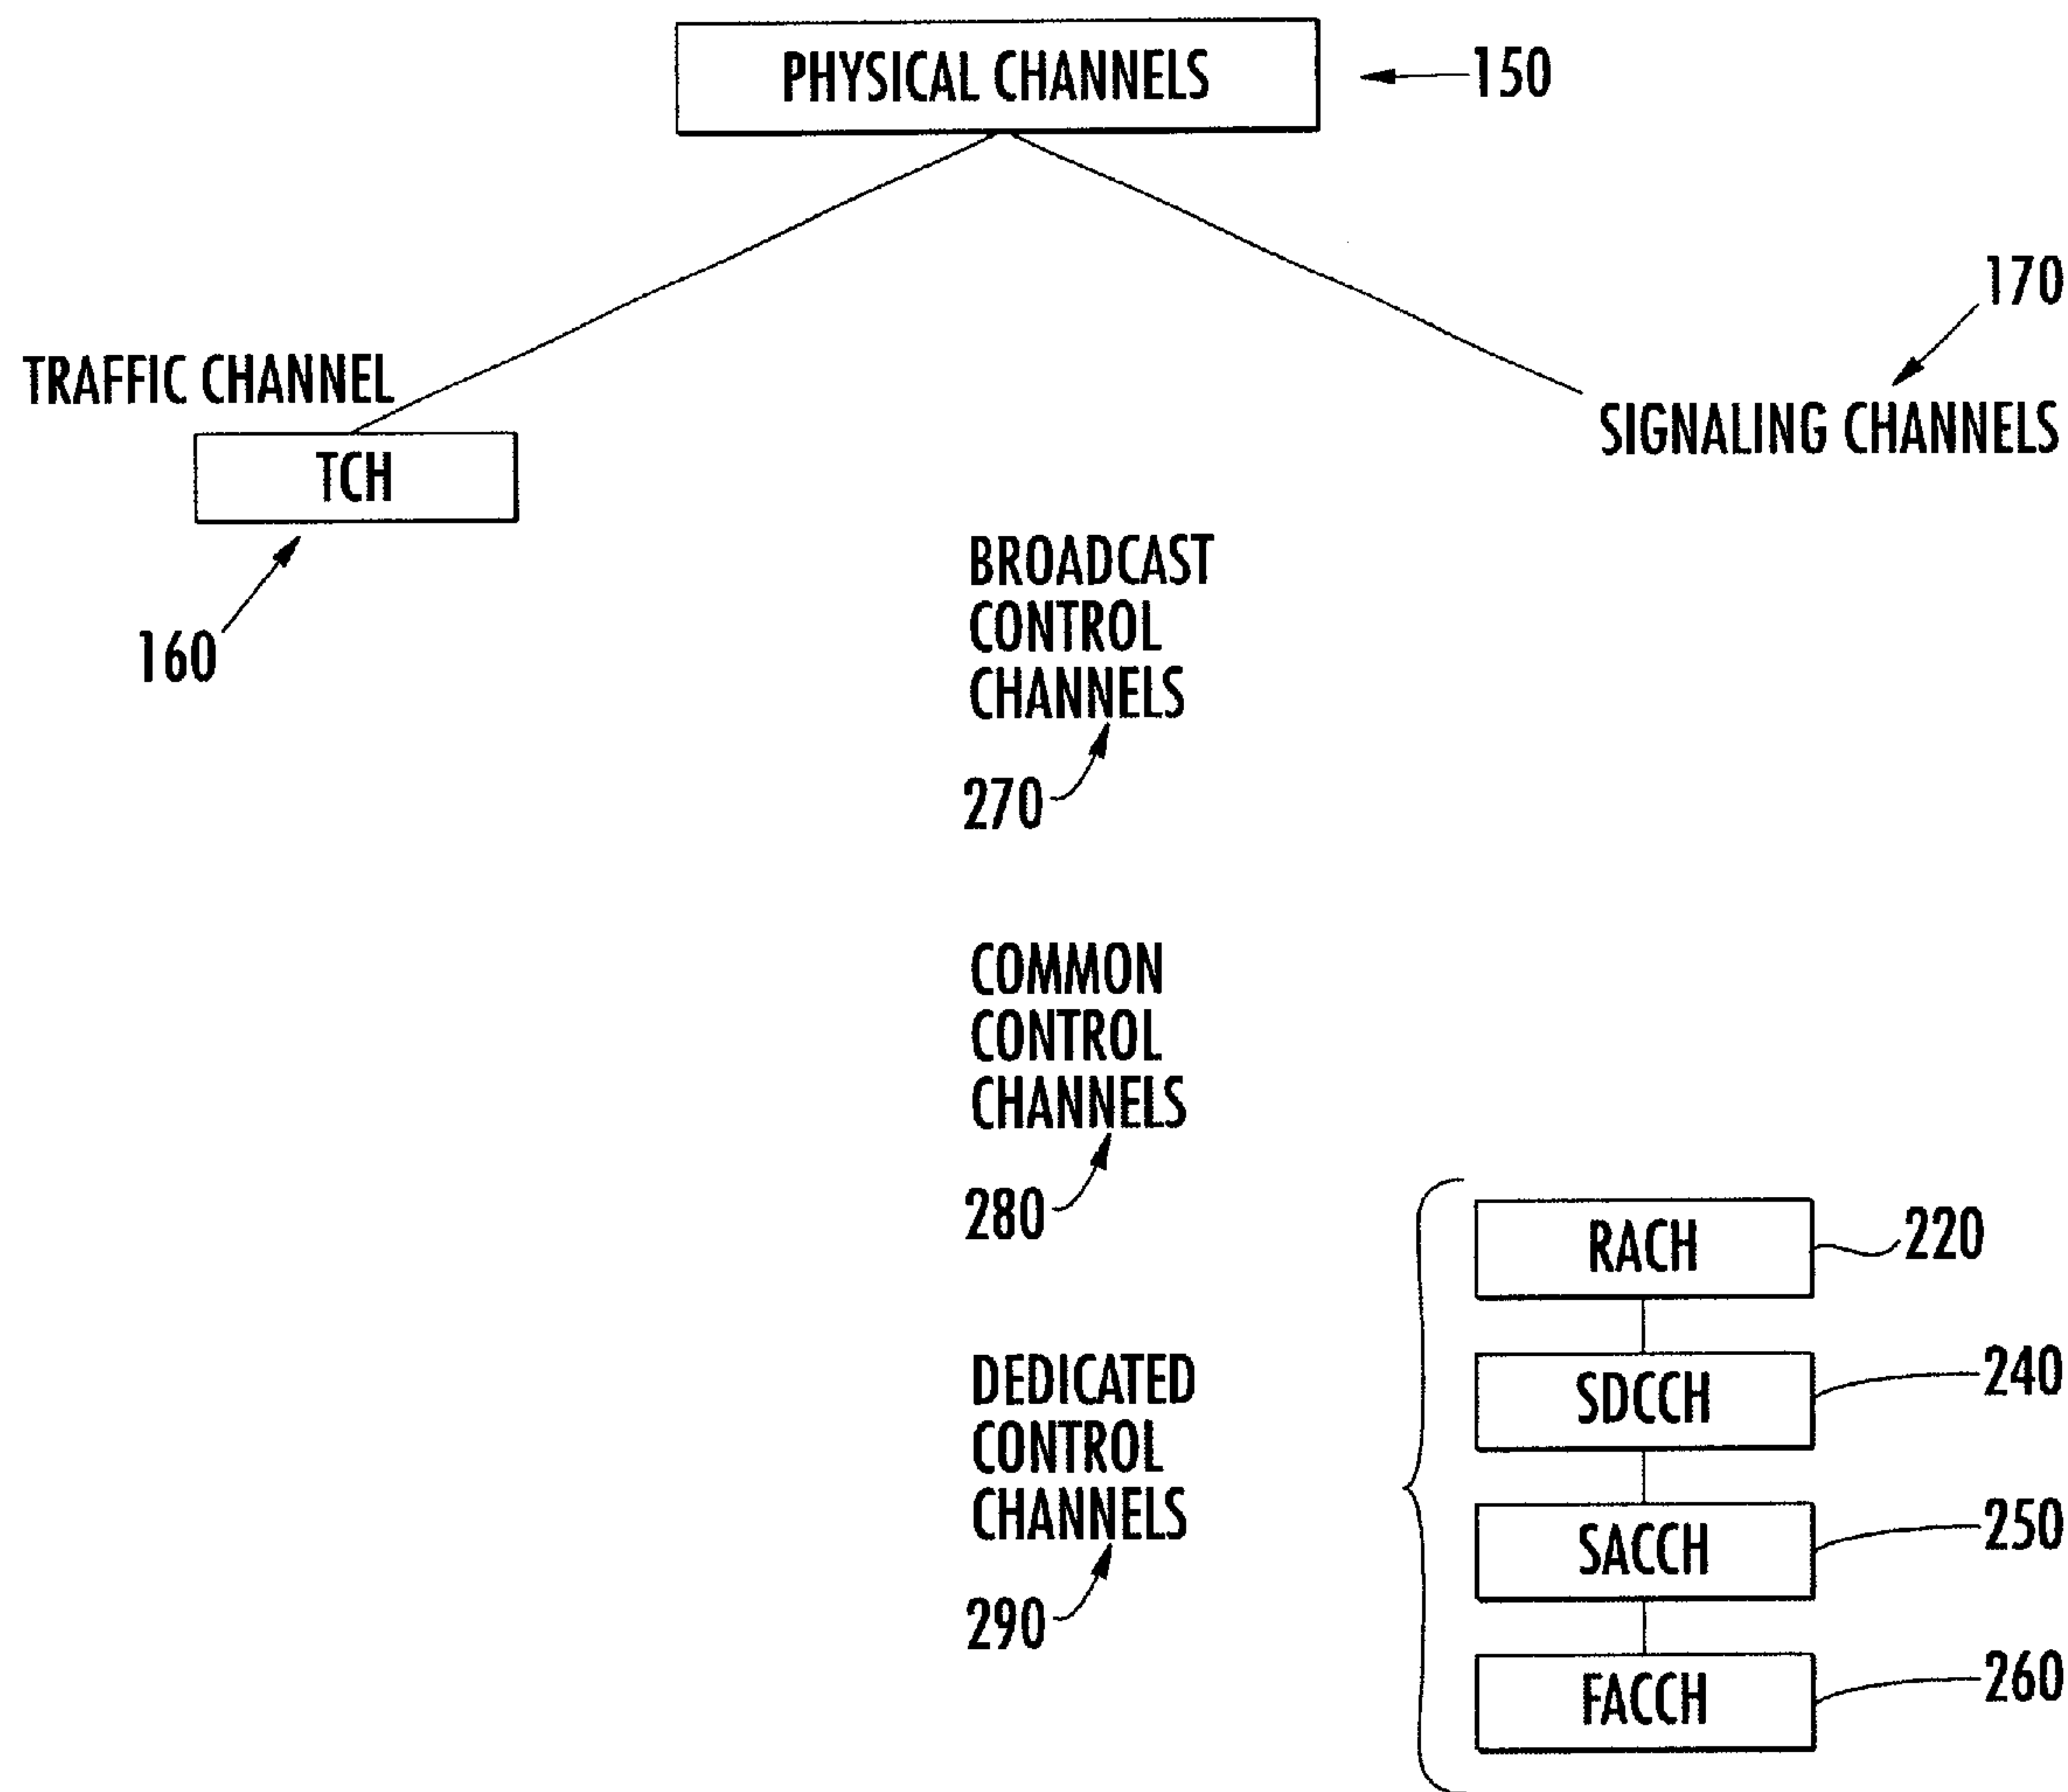 PHYSICAL CHANNELS
150
170
TRAFFIC CHANNEL
SIGNALING CHANNELS
TCH
160
BROADCAST
CONTROL
CHANNELS
270
COMMON
CONTROL
CHANNELS
280
RACH
220
DEDICATED
CONTROL
CHANNELS
290
SDCCH
240
SACCH
250
FACCH
260